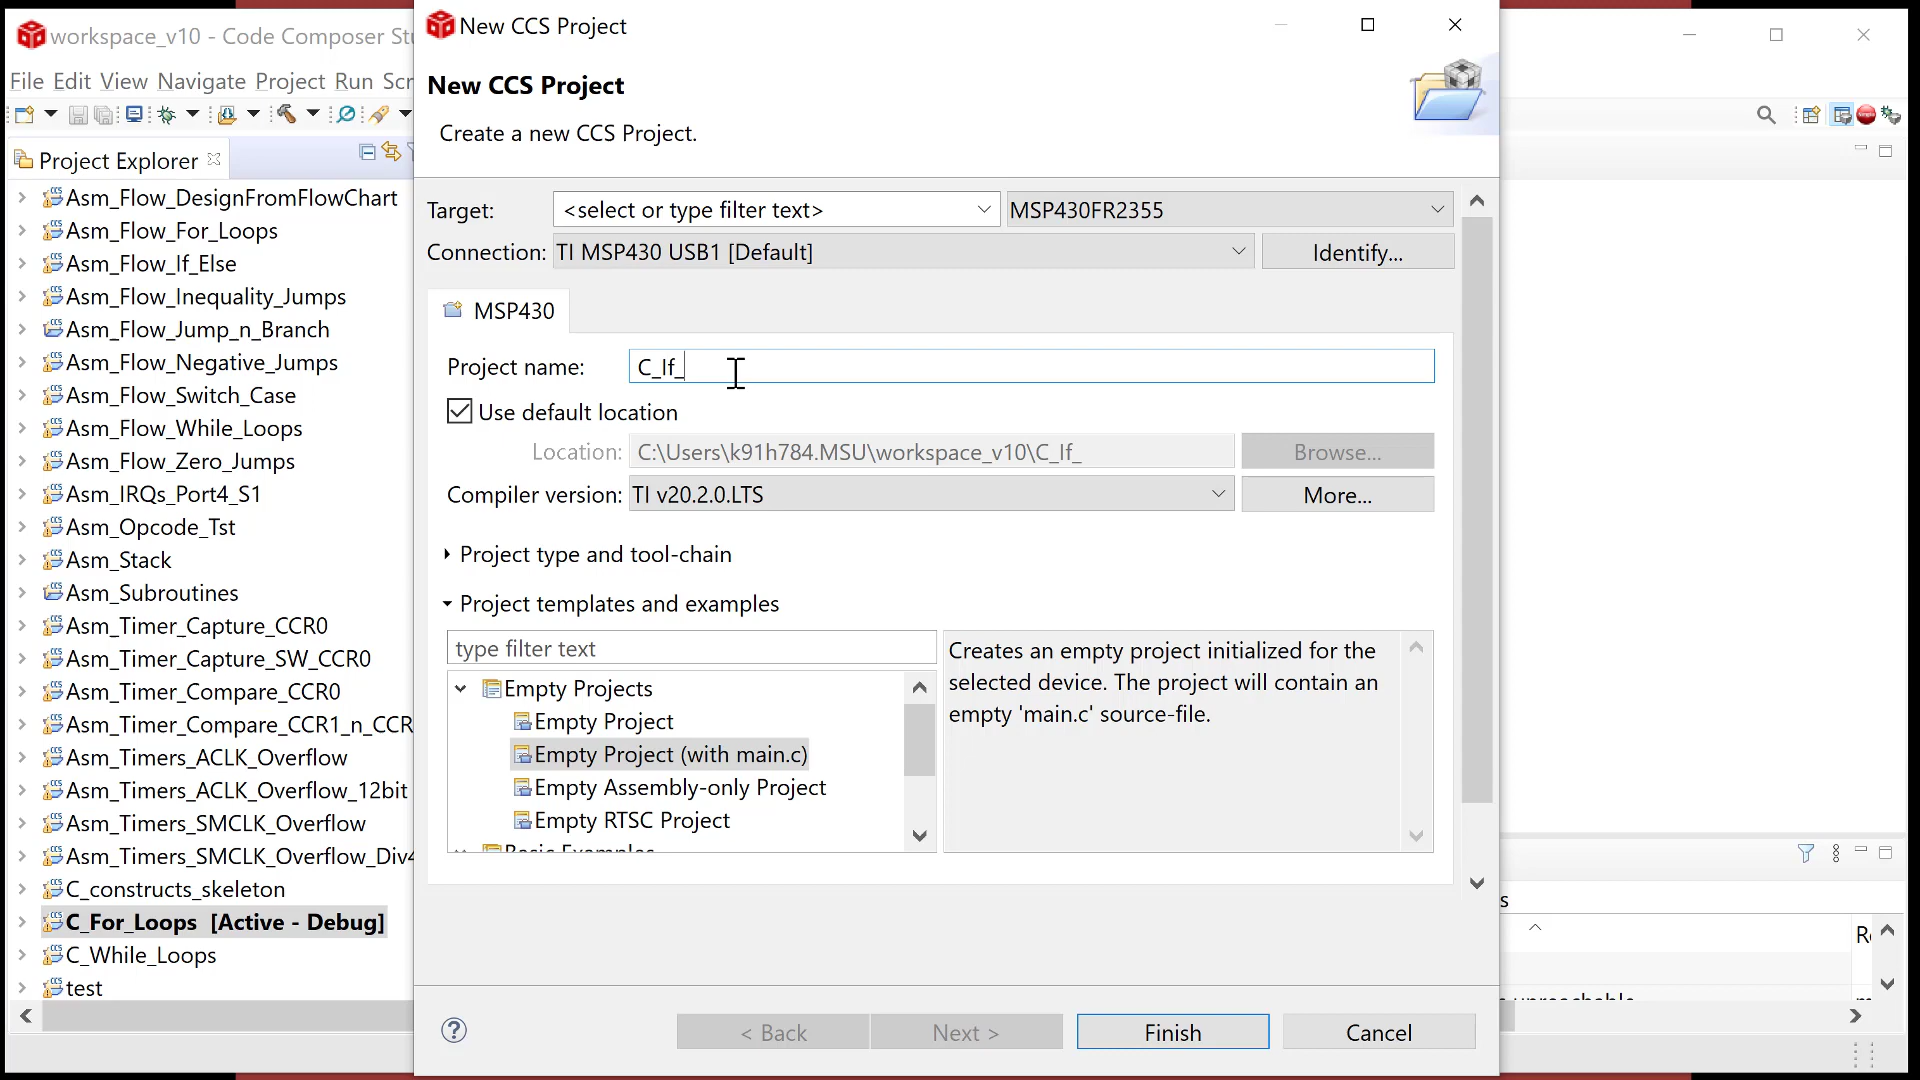 workspace_v10 - Code Composer Stu
File Edit View Navigate Project Run Scr
Project Explorer
Asm_Flow_DesignFromFlowChart
Asm_Flow_For_Loops
Asm_Flow_If_Else
Asm_Flow_Inequality_Jumps
Asm_Flow_Jump_n_Branch
Asm_Flow_Negative_Jumps
Asm_Flow_Switch_Case
Asm_Flow_While_Loops
Asm_Flow_Zero_Jumps
Asm_IRQs_Port4_S1
Asm_Opcode_Tst
Asm_Stack
Asm_Subroutines
Asm_Timer_Capture_CCR0
Asm_Timer_Capture_SW_CCR0
Asm_Timer_Compare_CCR0
Asm_Timer_Compare_CCR1_n_CCR
Asm_Timers_ACLK_Overflow
Asm_Timers_ACLK_Overflow_12bit
Asm_Timers_SMCLK_Overflow
Asm_Timers_SMCLK_Overflow_Div4
C_constructs_skeleton
C_For_Loops [Active - Debug]
C_While_Loops
test
New CCS Project
New CCS Project
Create a new CCS Project.
Target: <select or type filter text> MSP430FR2355
Connection: TI MSP430 USB1 [Default] Identify...
MSP430
Project name: C_If_
Use default location
Location: C:\Users\k91h784.MSU\workspace_v10\C_If_ Browse...
Compiler version: TI v20.2.0.LTS More...
Project type and tool-chain
Project templates and examples
type filter text
Empty Projects
Empty Project
Empty Project (with main.c)
Empty Assembly-only Project
Empty RTSC Project
Basic Examples
Creates an empty project initialized for the
selected device. The project will contain an
empty 'main.c' source-file.
< Back Next > Finish Cancel